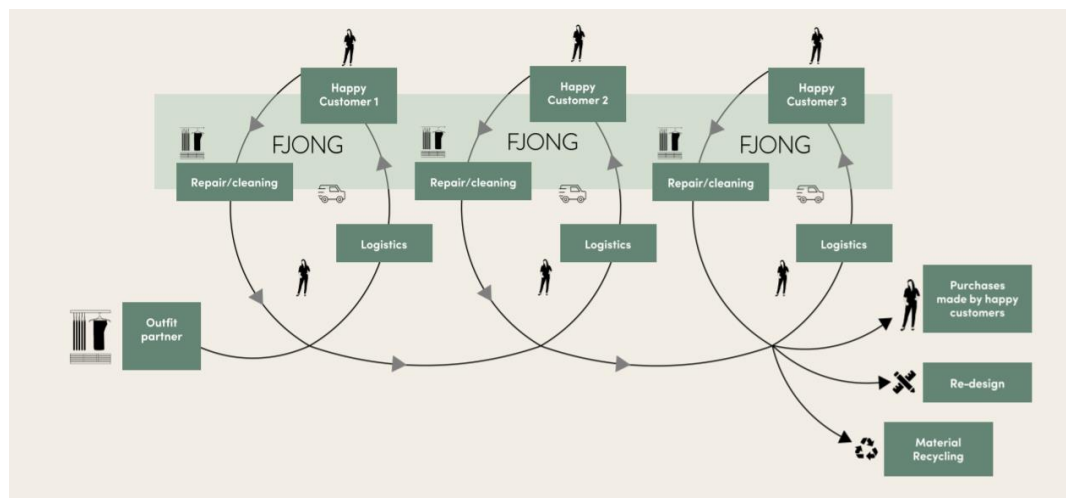 Happy
Customer 1
Happy
Customer 2
Happy
Customer 3
FJONG
FJONG
FJONG
Repair/cleaning
Repair/cleaning
Repair/cleaning
Logistics
Logistics
Logistics
Outfit
partner
Purchases
made by happy
customers
Re-design
Material
Recycling